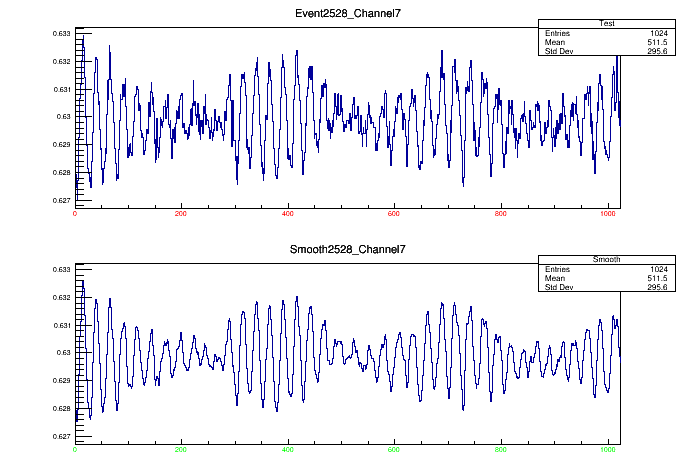 Event2528_Channel7
Test
Entries 1024
Mean 511.5
Std Dev 295.6
0.633
0.632
0.631
0.63
0.629
0.628
0.627
0 200 400 600 800 1000
Smooth2528_Channel7
Smooth
Entries 1024
Mean 511.5
Std Dev 295.6
0.633
0.632
0.631
0.63
0.629
0.628
0.627
0 200 400 600 800 1000